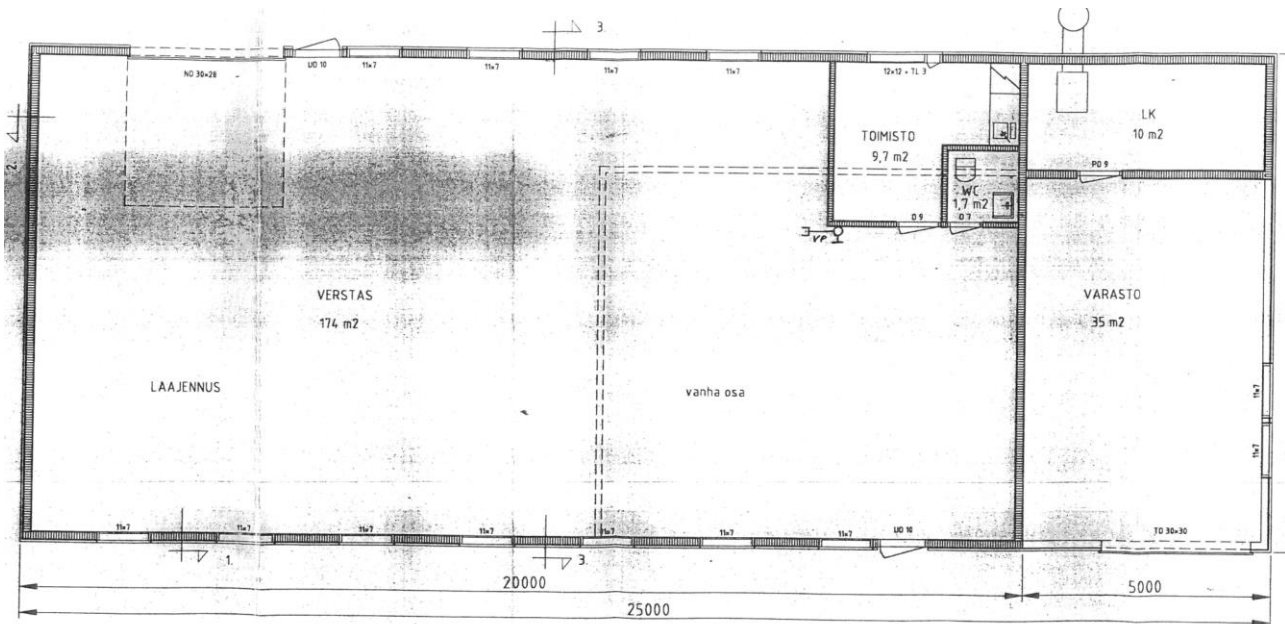 3.
NO 30×28
UO 10
11×7
11×7
11×7
11×7
12×12 + TL 3
2.
TOIMISTO
9,7 m2
LK
10 m2
PO 9
WC
1,7 m2
D 9
D 7
VP
VERSTAS
174 m2
VARASTO
35 m2
LAAJENNUS
vanha osa
11×7
11×7
11×7
11×7
11×7
11×7
11×7
11×7
11×7
UO 10
TO 30×30
1.
3.
20000
5000
25000